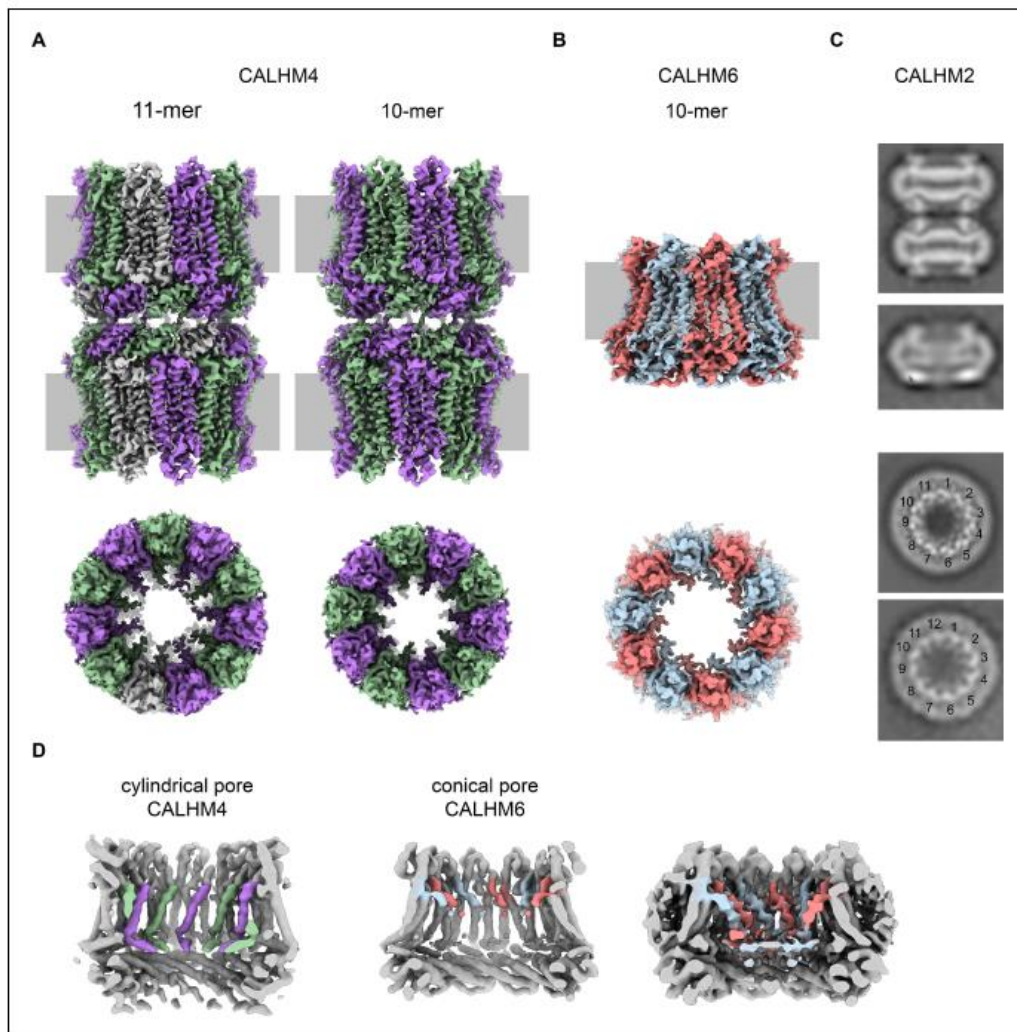 A
B
C
CALHM4
CALHM6
CALHM2
11-mer
10-mer
10-mer
11 1
10 2
9 3
8 4
7 6 5
12 1
11 2
10 3
9 4
8 5
7 6
D
cylindrical pore
CALHM4
conical pore
CALHM6